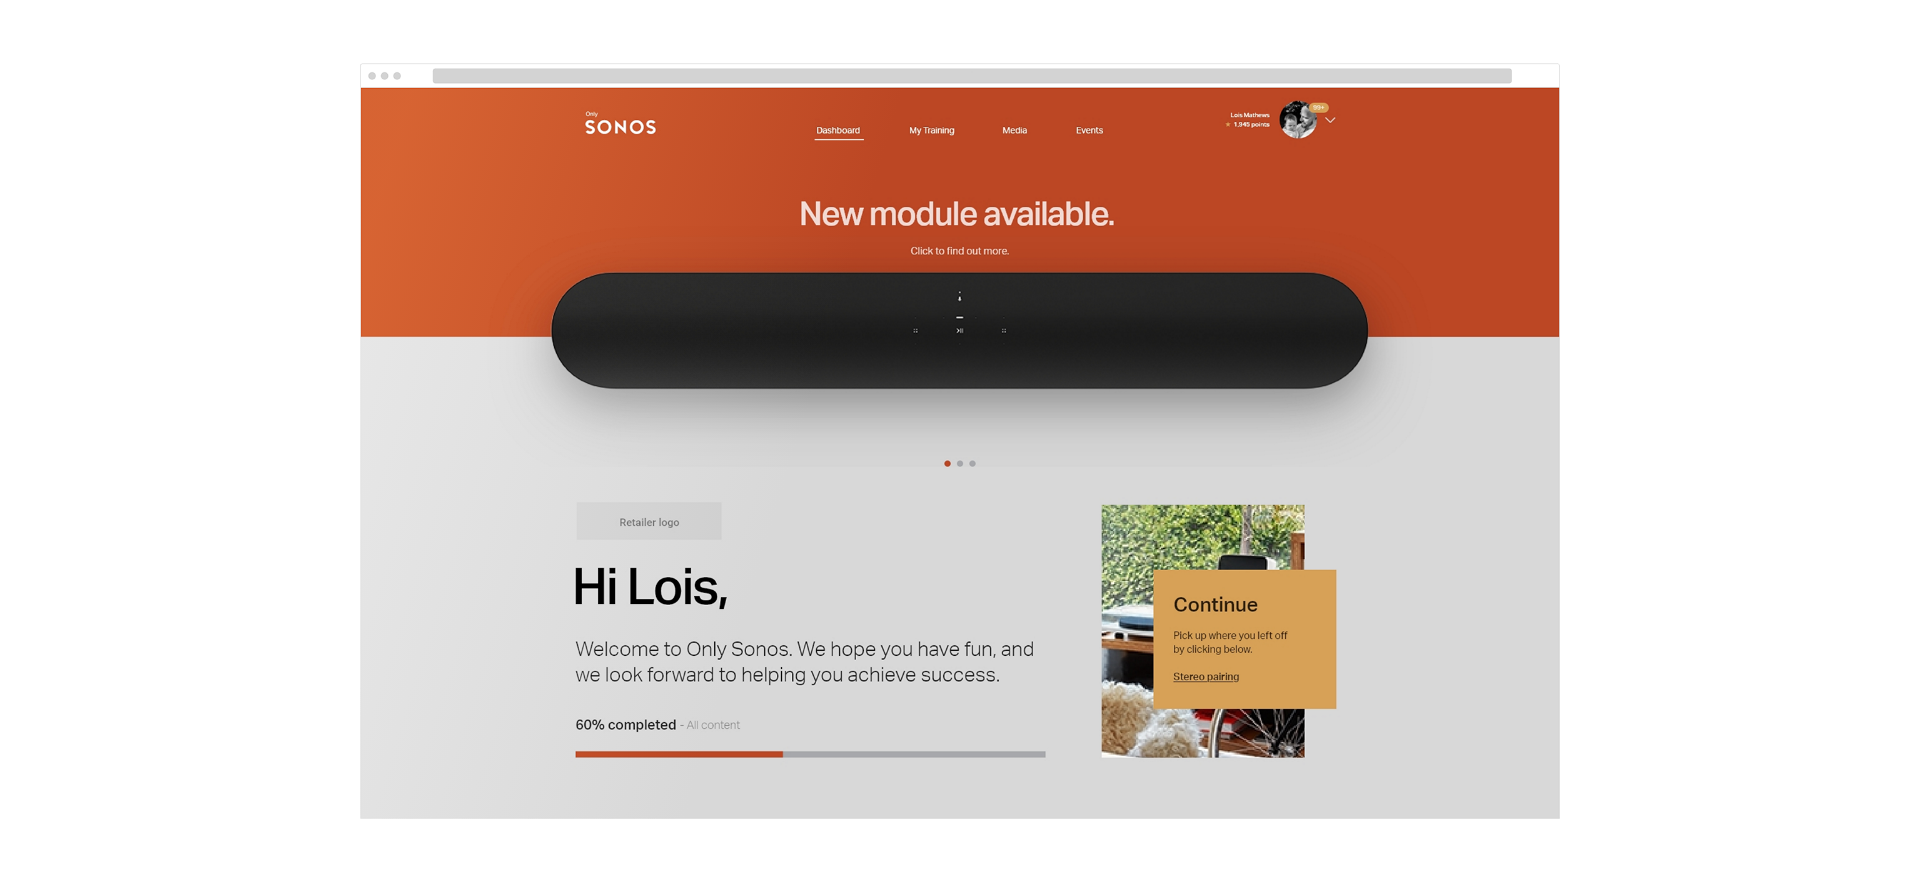 Only
SONOS
Dashboard
My Training
Media
Events
Lois Mathews
1,945 points
99+
New module available.
Click to find out more.
Retailer logo
Hi Lois,
Welcome to Only Sonos. We hope you have fun, and
we look forward to helping you achieve success.
60% completed - All content
Continue
Pick up where you left off
by clicking below.
Stereo pairing